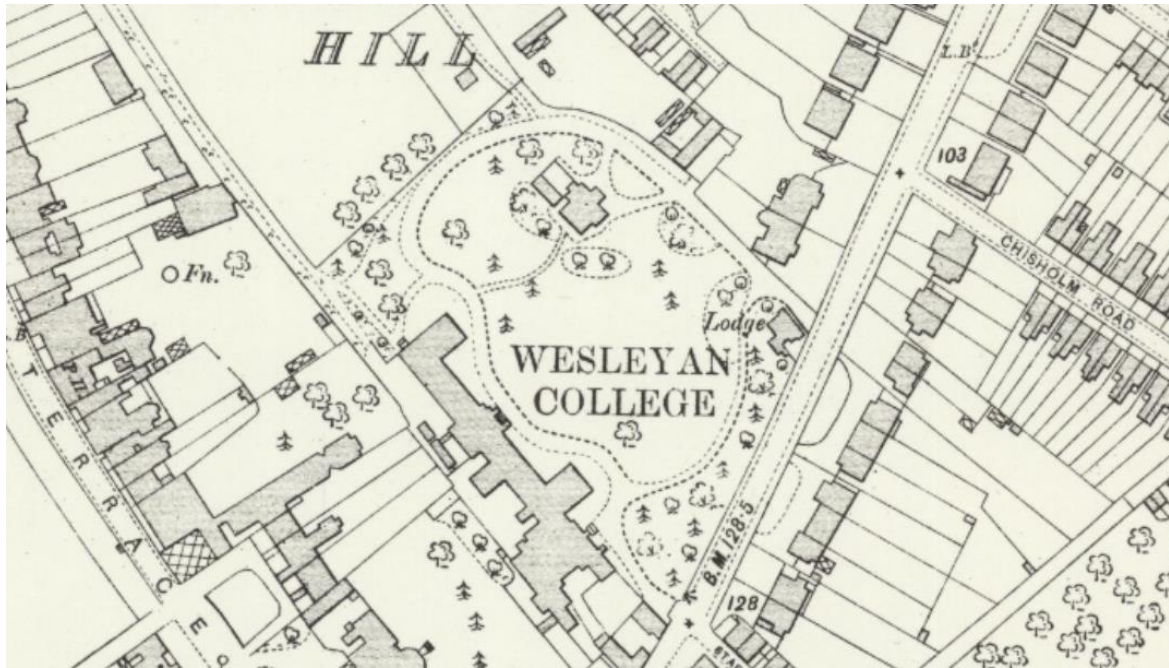 HILL
L.B
103
Fn.
CHISHOLM ROAD
Lodge
WESLEYAN
COLLEGE
B
P.H.
TERRACE
B.M.128·5
128